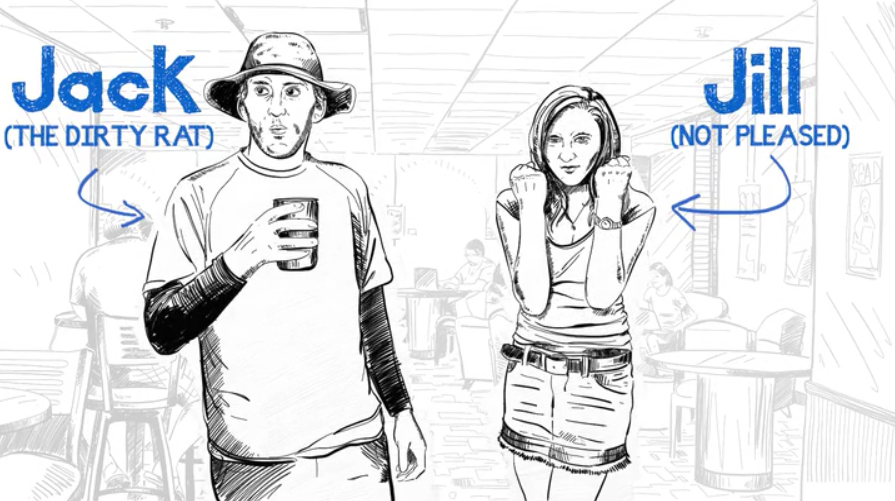 Jack
(THE DIRTY RAT)
Jill
(NOT PLEASED)